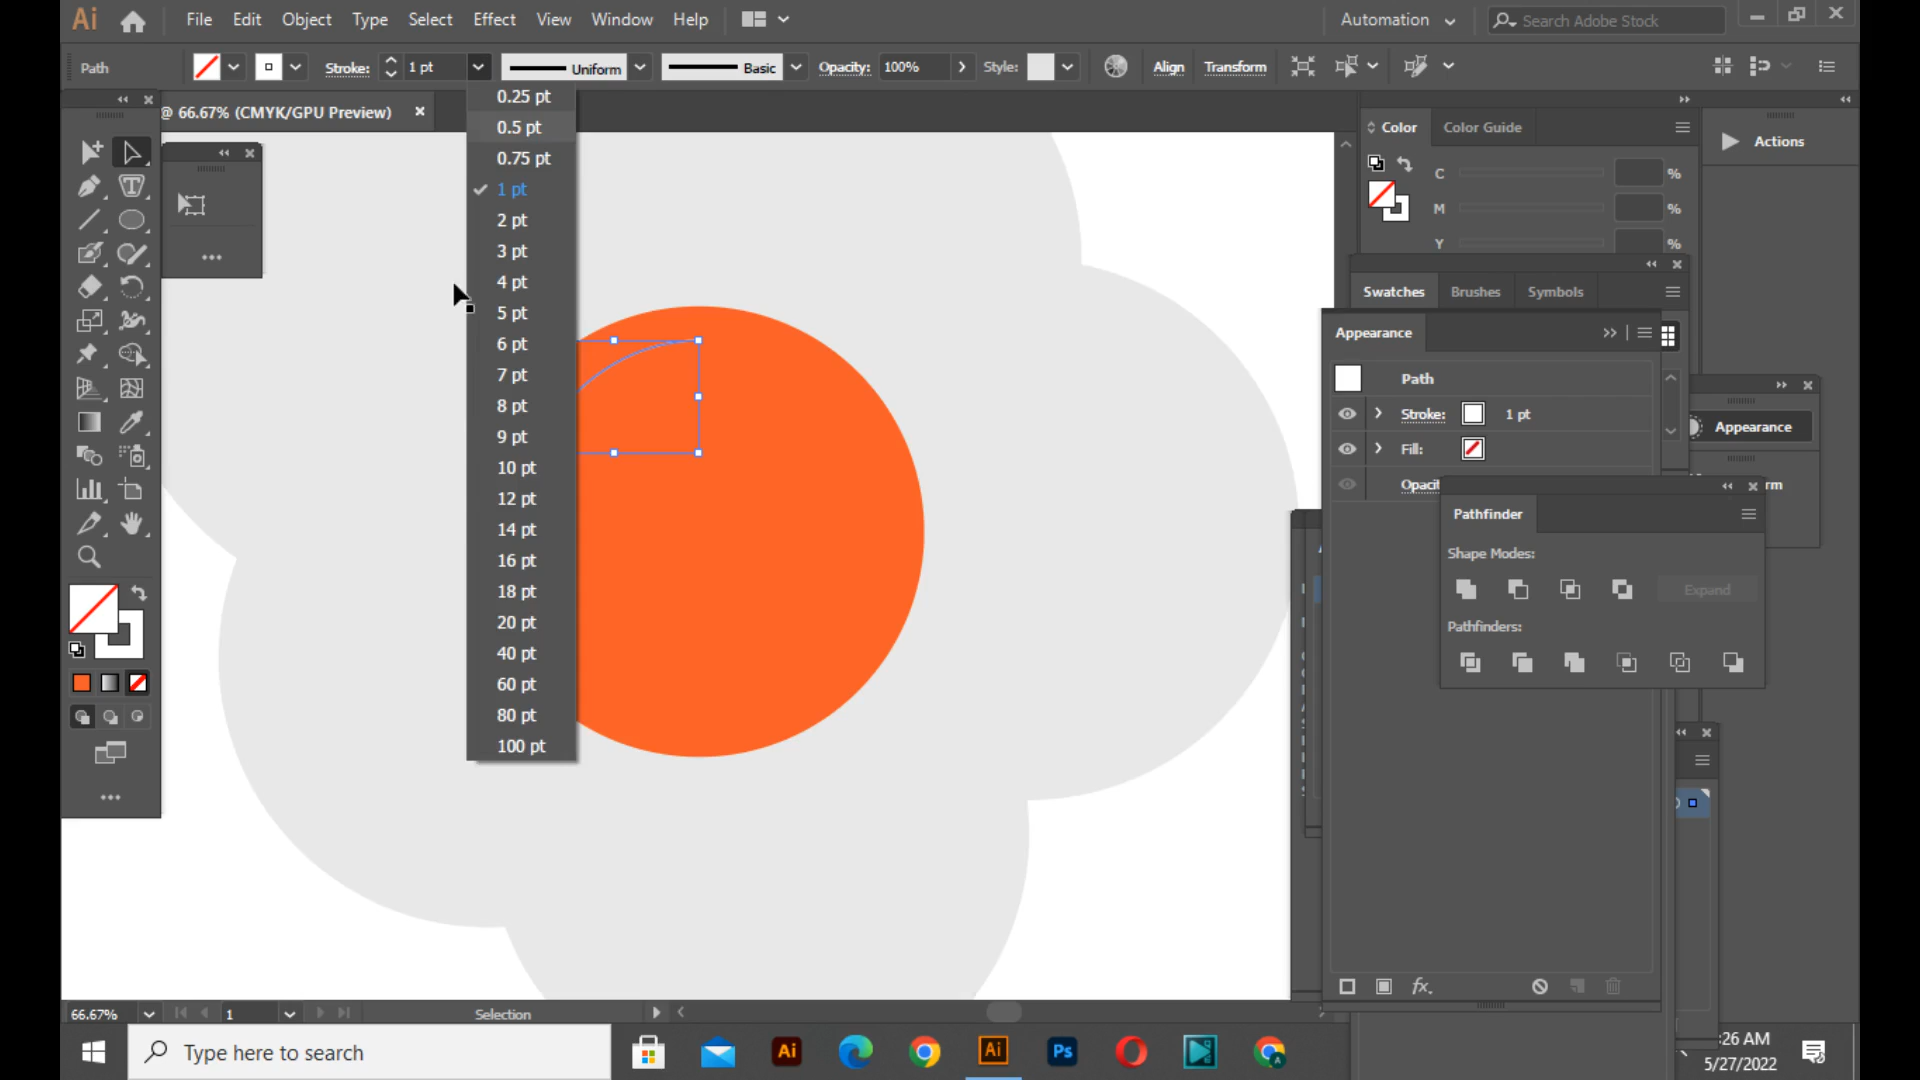 Ai File Edit Object Type Select Effect View Window Help Automation Search Adobe Stock
Path Stroke: 1 pt Uniform Basic Opacity: 100% Style: Align Transform
@ 66.67% (CMYK/GPU Preview)
0.25 pt
0.5 pt
0.75 pt
1 pt
2 pt
3 pt
4 pt
5 pt
6 pt
7 pt
8 pt
9 pt
10 pt
12 pt
14 pt
16 pt
18 pt
20 pt
40 pt
60 pt
80 pt
100 pt
Color Color Guide
C %
M %
Y %
Actions
Swatches Brushes Symbols
Appearance
Path
Stroke: 1 pt
Fill:
Opacit
Appearance
rm
Pathfinder
Shape Modes:
Expand
Pathfinders:
fx
66.67% 1 Selection
Type here to search
Ai Ai Ps A
:26 AM
5/27/2022